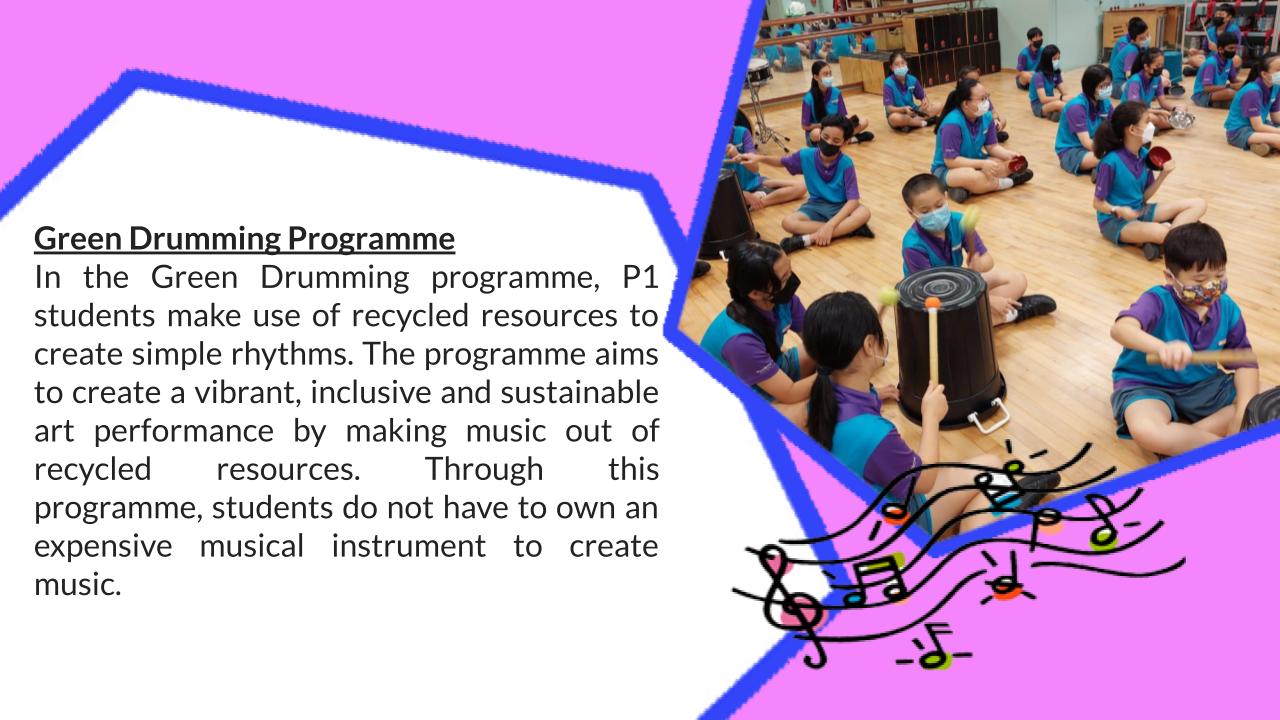 Green Drumming Programme
In the Green Drumming programme, P1
students make use of recycled resources to
create simple rhythms. The programme aims
to create a vibrant, inclusive and sustainable
art performance by making music out of
recycled resources. Through this
programme, students do not have to own an
expensive musical instrument to create
music.